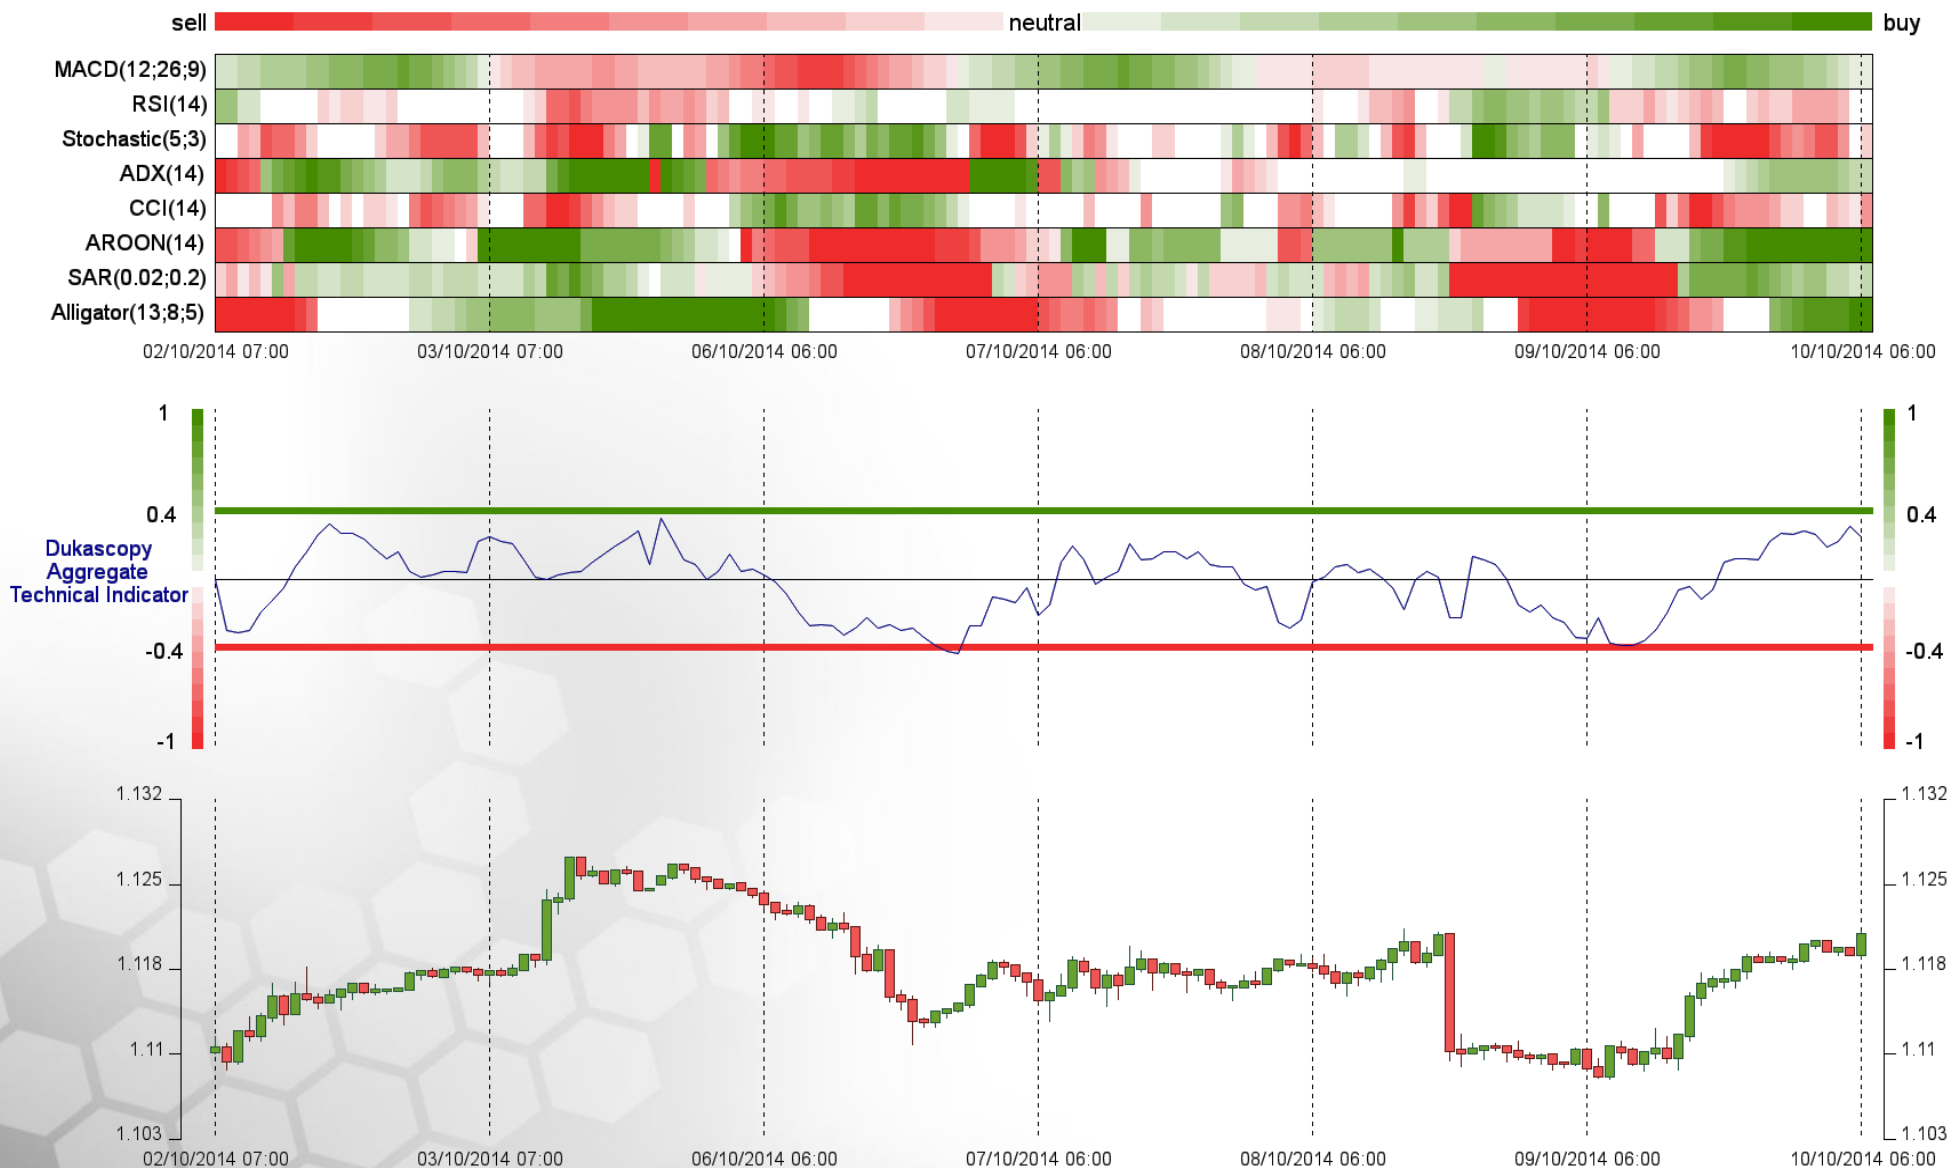 sell neutral buy
MACD(12;26;9)
RSI(14)
Stochastic(5;3)
ADX(14)
CCI(14)
AROON(14)
SAR(0.02;0.2)
Alligator(13;8;5)
02/10/2014 07:00 03/10/2014 07:00 06/10/2014 06:00 07/10/2014 06:00 08/10/2014 06:00 09/10/2014 06:00 10/10/2014 06:00
1 1
0.4 0.4
Dukascopy
Aggregate
Technical Indicator
-0.4 -0.4
-1 -1
1.132 1.132
1.125 1.125
1.118 1.118
1.11 1.11
1.103 1.103
02/10/2014 07:00 03/10/2014 07:00 06/10/2014 06:00 07/10/2014 06:00 08/10/2014 06:00 09/10/2014 06:00 10/10/2014 06:00